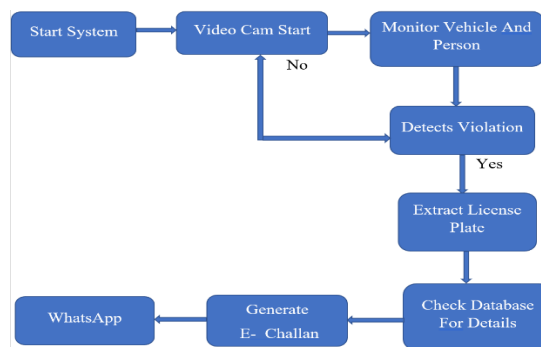 Start System
Video Cam Start
Monitor Vehicle And
Person
No
Detects Violation
Yes
Extract License
Plate
Check Database
For Details
Generate
E- Challan
WhatsApp